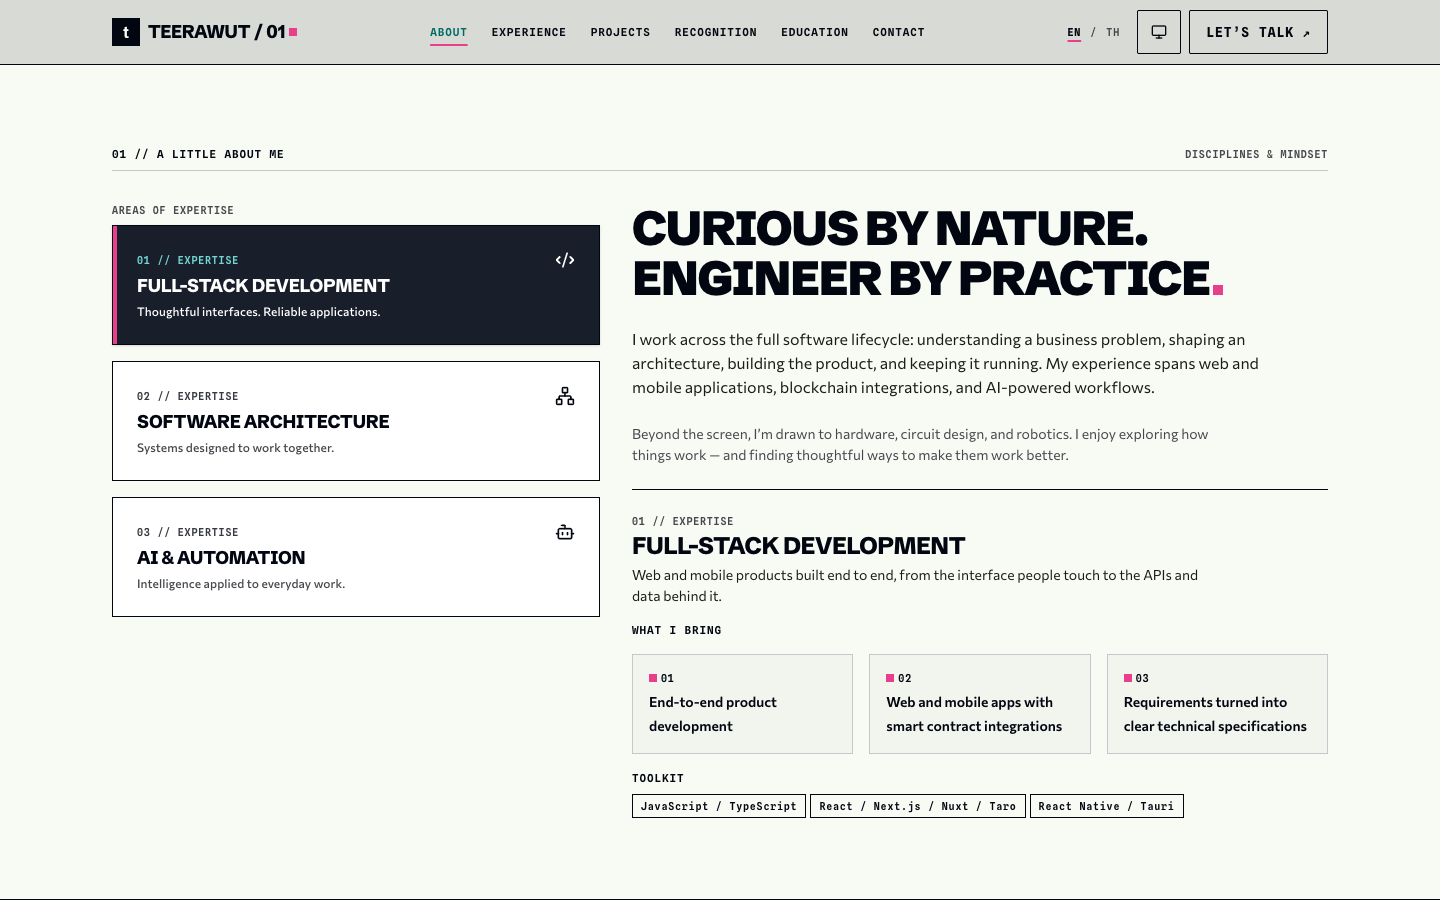 t TEERAWUT / 01
ABOUT EXPERIENCE PROJECTS RECOGNITION EDUCATION CONTACT
EN / TH
LET’S TALK ↗
01 // A LITTLE ABOUT ME
DISCIPLINES & MINDSET
AREAS OF EXPERTISE
01 // EXPERTISE
FULL-STACK DEVELOPMENT
Thoughtful interfaces. Reliable applications.
02 // EXPERTISE
SOFTWARE ARCHITECTURE
Systems designed to work together.
03 // EXPERTISE
AI & AUTOMATION
Intelligence applied to everyday work.
CURIOUS BY NATURE.
ENGINEER BY PRACTICE.
I work across the full software lifecycle: understanding a business problem, shaping an
architecture, building the product, and keeping it running. My experience spans web and
mobile applications, blockchain integrations, and AI-powered workflows.
Beyond the screen, I’m drawn to hardware, circuit design, and robotics. I enjoy exploring how
things work — and finding thoughtful ways to make them work better.
01 // EXPERTISE
FULL-STACK DEVELOPMENT
Web and mobile products built end to end, from the interface people touch to the APIs and
data behind it.
WHAT I BRING
01
End-to-end product
development
02
Web and mobile apps with
smart contract integrations
03
Requirements turned into
clear technical specifications
TOOLKIT
JavaScript / TypeScript
React / Next.js / Nuxt / Taro
React Native / Tauri